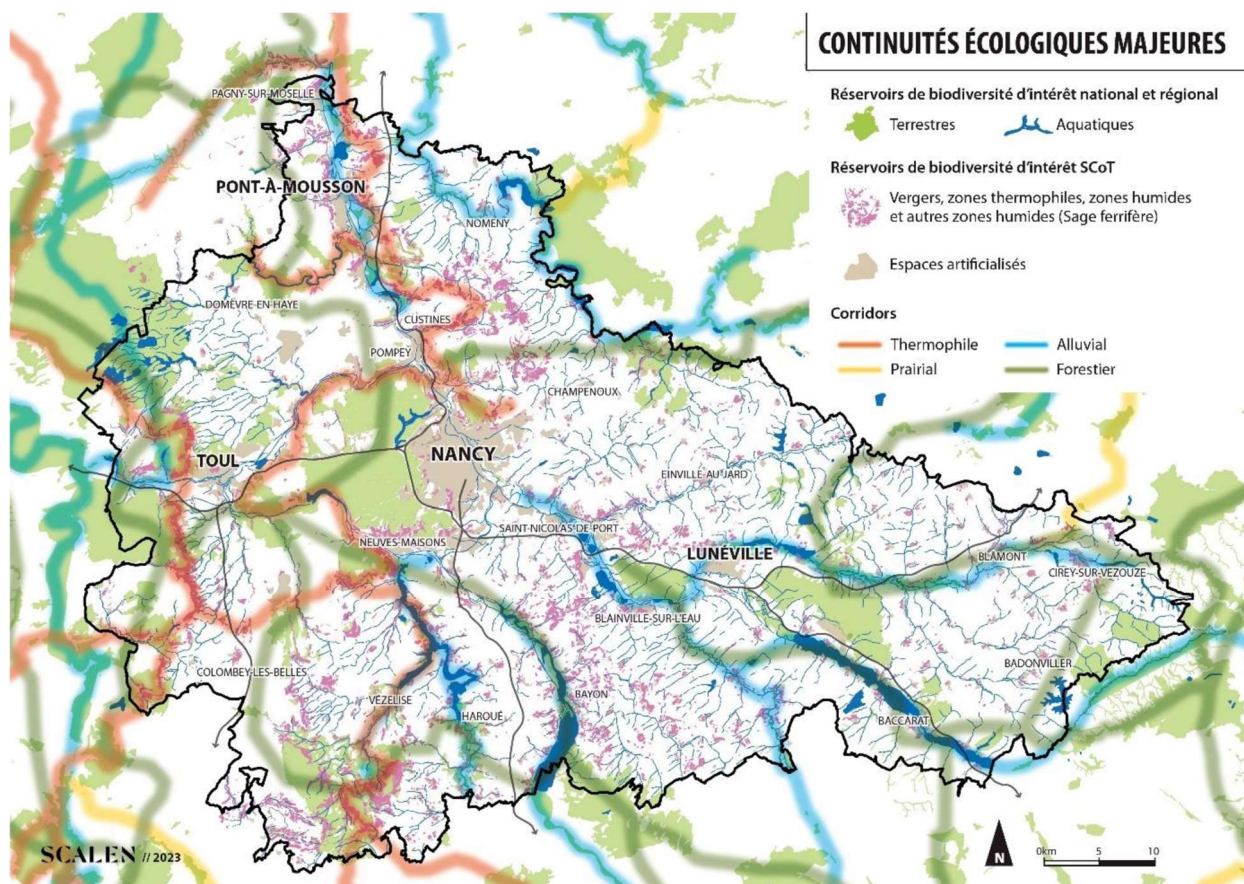 CONTINUITÉS ÉCOLOGIQUES MAJEURES
Réservoirs de biodiversité d'intérêt national et régional
Terrestres
Aquatiques
Réservoirs de biodiversité d'intérêt SCoT
Vergers, zones thermophiles, zones humides
et autres zones humides (Sage ferrifère)
Espaces artificialisés
Corridors
Thermophile
Alluvial
Prairial
Forestier
PAGNY-SUR-MOSELLE
PONT-À-MOUSSON
NOMENY
DOMÈVRE-EN-HAYE
CUSTINES
POMPEY
CHAMPENOUX
TOUL
NANCY
EINVILLE-AU-JARD
SAINT-NICOLAS-DE-PORT
NEUVES-MAISONS
LUNÉVILLE
BLÂMONT
CIREY-SUR-VEZOUZE
BLAINVILLE-SUR-L'EAU
COLOMBEY-LES-BELLES
BADONVILLER
VÉZELISE
BAYON
HAROUÉ
BACCARAT
SCALEN // 2023
N
0km 5 10